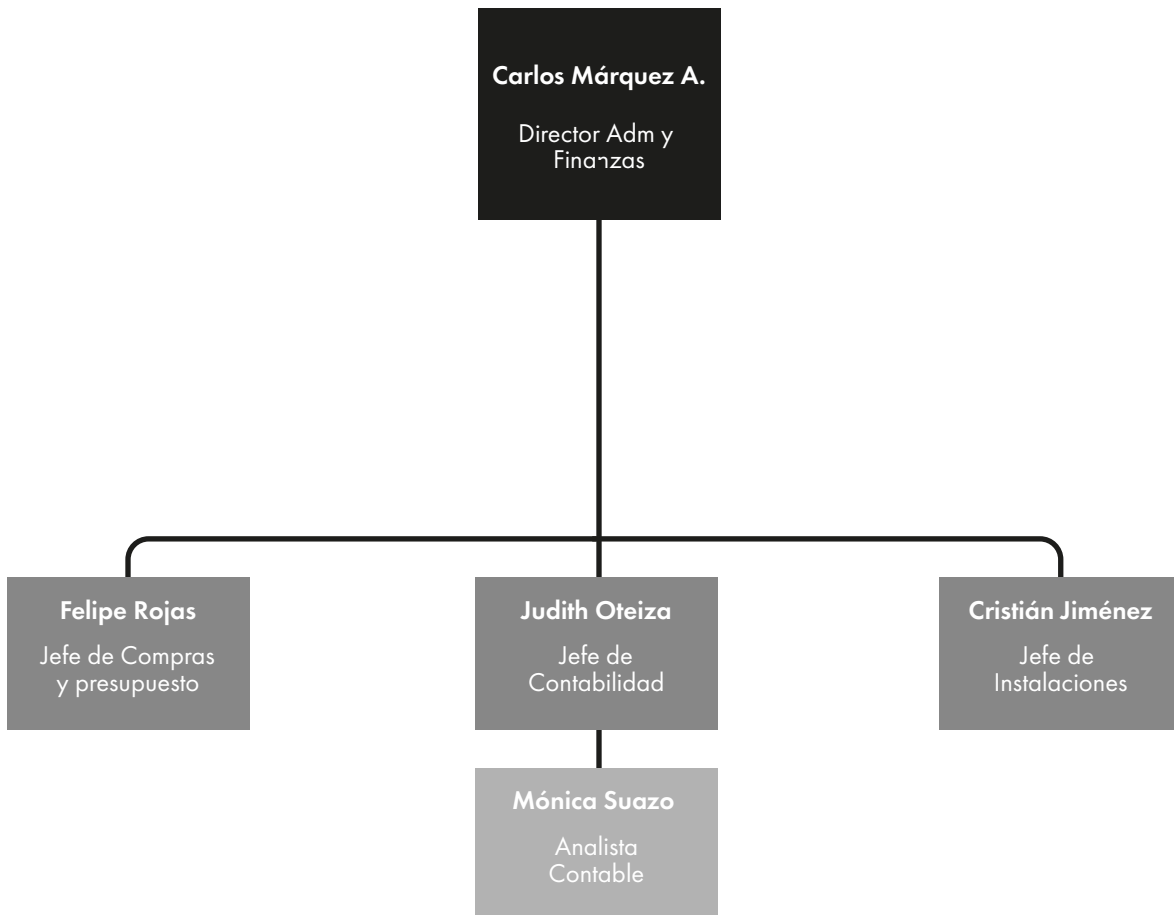 Carlos Márquez A.
Director Adm y
Finanzas
Felipe Rojas
Jefe de Compras
y presupuesto
Judith Oteiza
Jefe de
Contabilidad
Cristián Jiménez
Jefe de
Instalaciones
Mónica Suazo
Analista
Contable